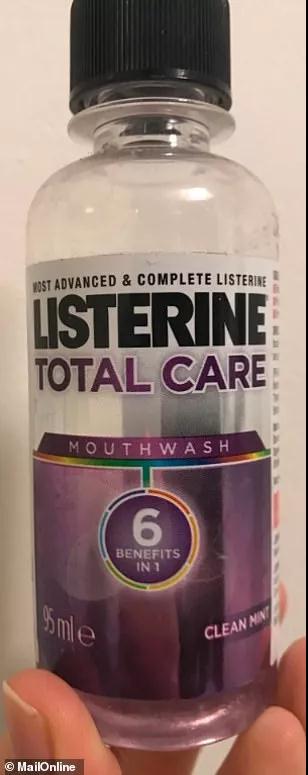 MOST ADVANCED & COMPLETE LISTERINE
LISTERINE
TOTAL CARE
MOUTHWASH
6
BENEFITS
IN 1
95 ml e
CLEAN MINT
© MailOnline